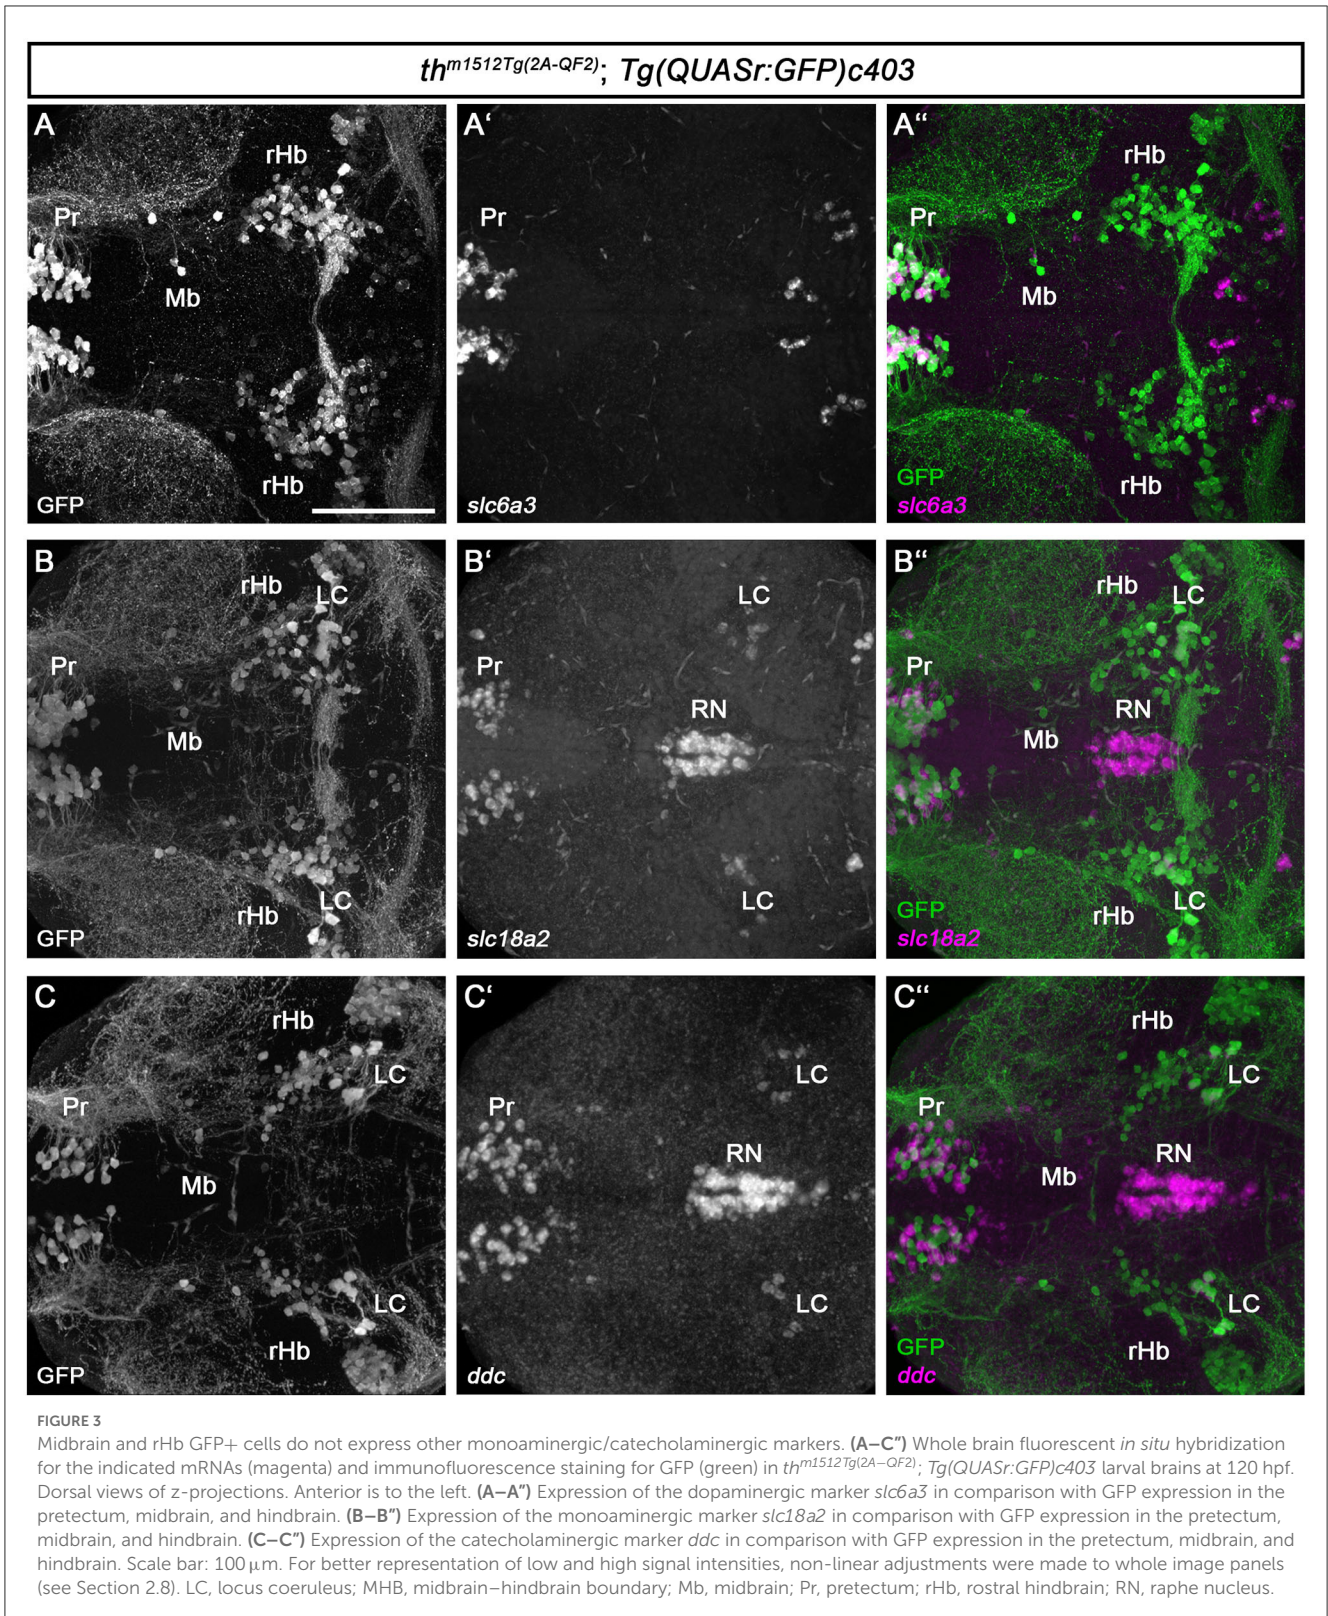 th^m1512Tg(2A-QF2); Tg(QUASr:GFP)c403
A
rHb
Pr
Mb
rHb
GFP
A‘
Pr
slc6a3
A“
rHb
Pr
Mb
rHb
GFP
slc6a3
B
rHb
LC
Pr
Mb
LC
rHb
GFP
B‘
LC
Pr
RN
LC
slc18a2
B“
rHb
LC
Pr
RN
Mb
LC
rHb
GFP
slc18a2
C
rHb
LC
Pr
Mb
LC
rHb
GFP
C‘
LC
Pr
RN
LC
ddc
C“
rHb
LC
Pr
RN
Mb
LC
rHb
GFP
ddc
FIGURE 3
Midbrain and rHb GFP+ cells do not express other monoaminergic/catecholaminergic markers. (A–C″) Whole brain fluorescent in situ hybridization
for the indicated mRNAs (magenta) and immunofluorescence staining for GFP (green) in th^m1512Tg(2A−QF2); Tg(QUASr:GFP)c403 larval brains at 120 hpf.
Dorsal views of z-projections. Anterior is to the left. (A–A″) Expression of the dopaminergic marker slc6a3 in comparison with GFP expression in the
pretectum, midbrain, and hindbrain. (B–B″) Expression of the monoaminergic marker slc18a2 in comparison with GFP expression in the pretectum,
midbrain, and hindbrain. (C–C″) Expression of the catecholaminergic marker ddc in comparison with GFP expression in the pretectum, midbrain, and
hindbrain. Scale bar: 100 μm. For better representation of low and high signal intensities, non-linear adjustments were made to whole image panels
(see Section 2.8). LC, locus coeruleus; MHB, midbrain–hindbrain boundary; Mb, midbrain; Pr, pretectum; rHb, rostral hindbrain; RN, raphe nucleus.